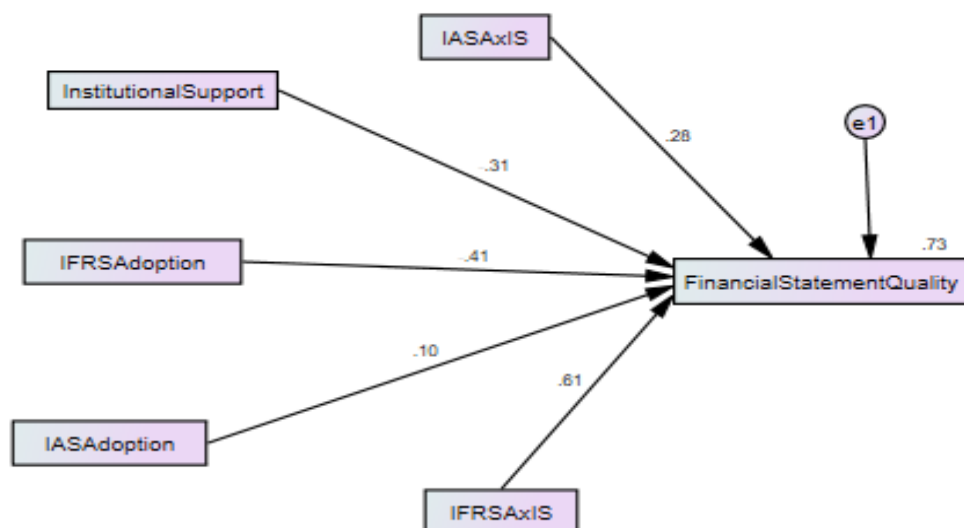 IASAxIS
InstitutionalSupport
e1
.28
-.31
.73
IFRSAdoption
-.41
FinancialStatementQuality
.10
.61
IASAdoption
IFRSAxIS